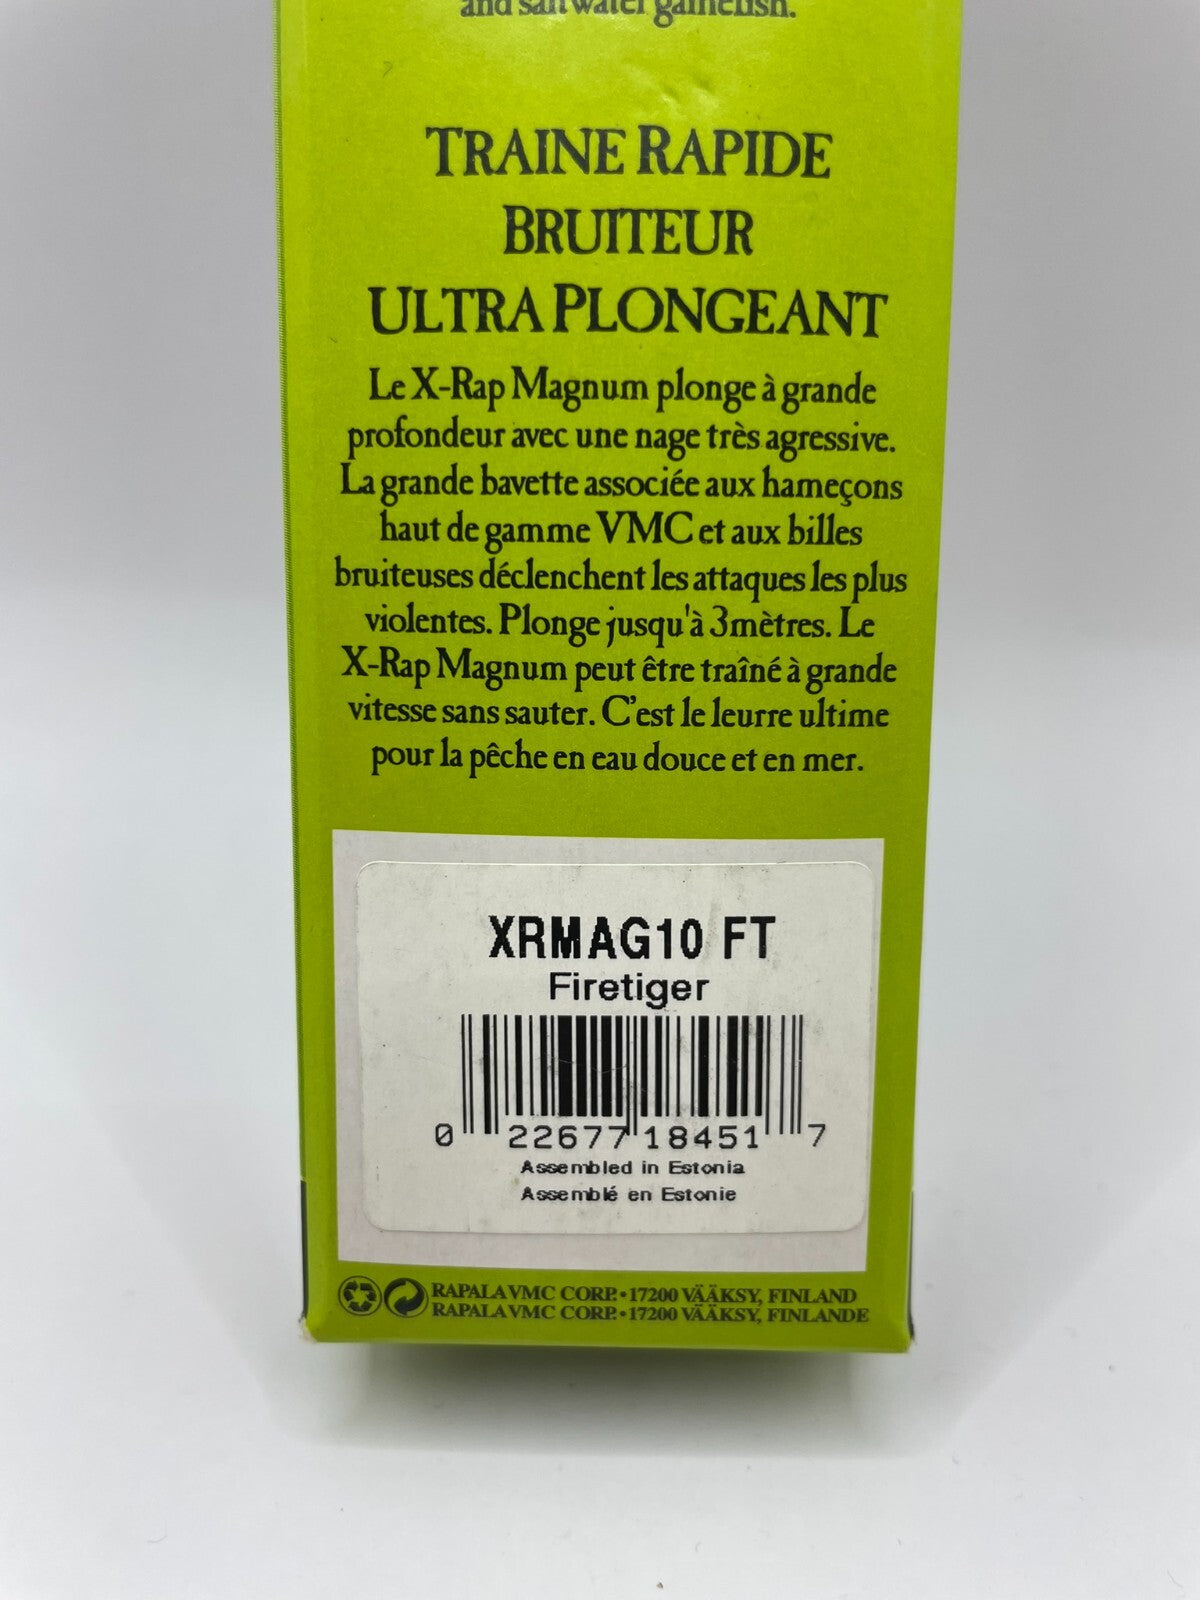 and saltwater gamefish.
TRAINE RAPIDE
BRUITEUR
ULTRA PLONGEANT
Le X-Rap Magnum plonge à grande
profondeur avec une nage très agressive.
La grande bavette associée aux hameçons
haut de gamme VMC et aux billes
bruiteuses déclenchent les attaques les plus
violentes. Plonge jusqu'à 3mètres. Le
X-Rap Magnum peut être traîné à grande
vitesse sans sauter. C'est le leurre ultime
pour la pêche en eau douce et en mer.
XRMAG10 FT
Firetiger
0 22677 18451 7
Assembled in Estonia
Assemblé en Estonie
RAPALA VMC CORP. • 17200 VÄÄKSY, FINLAND
RAPALA VMC CORP. • 17200 VÄÄKSY, FINLANDE